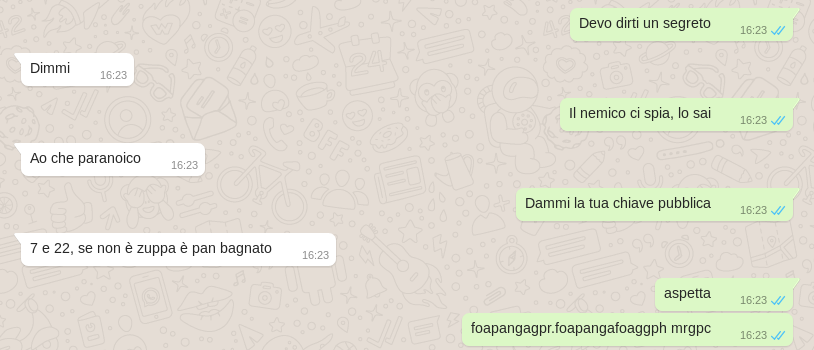 Devo dirti un segreto 16:23
Dimmi 16:23
Il nemico ci spia, lo sai 16:23
Ao che paranoico 16:23
Dammi la tua chiave pubblica 16:23
7 e 22, se non è zuppa è pan bagnato 16:23
aspetta 16:23
foapangagpr.foapangafoaggph mrgpc 16:23